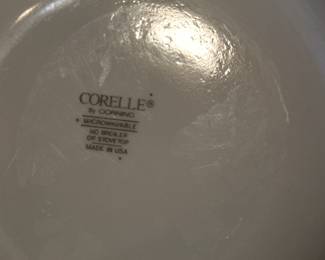 CORELLE®
By CORNING
MICROWAVABLE
NO BROILER
OR STOVETOP
MADE IN USA